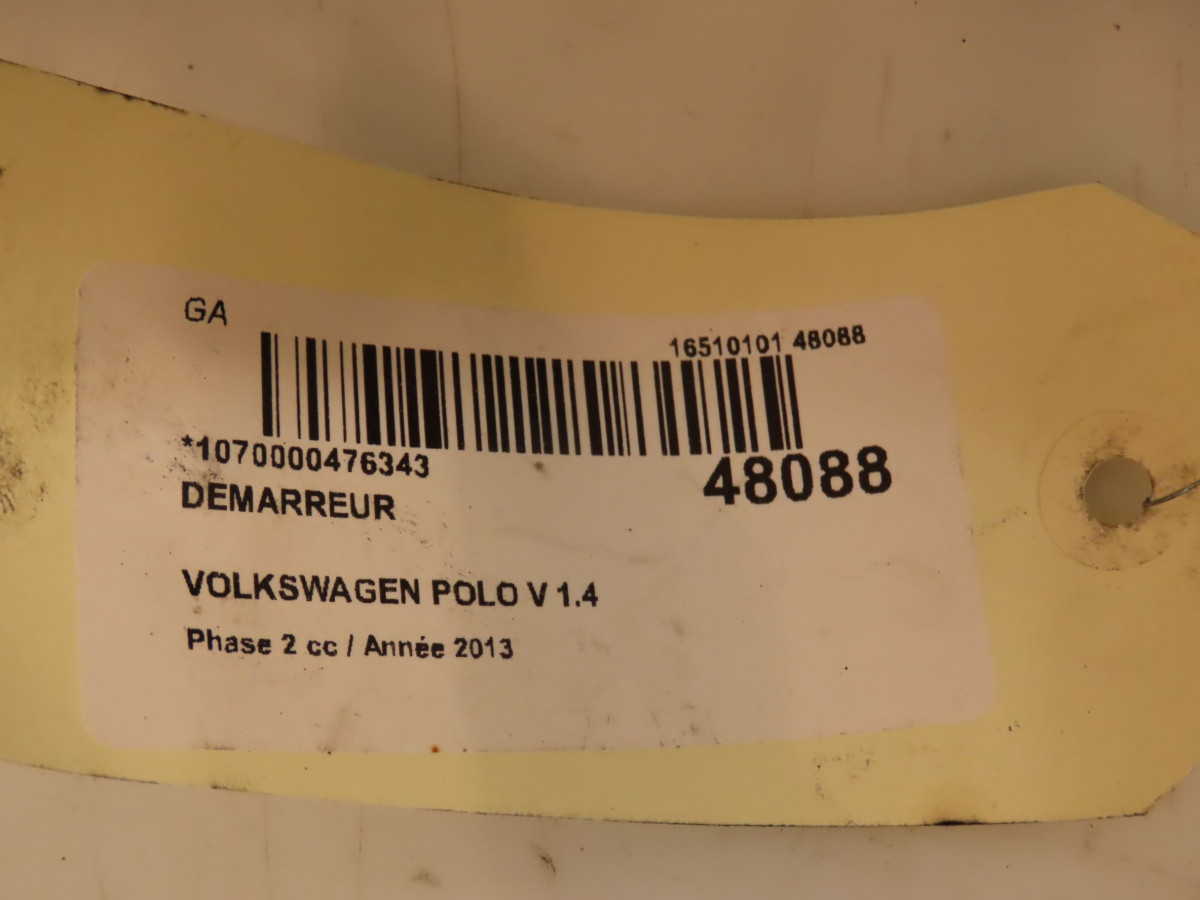 GA
16510101 48088
*1070000476343
48088
DEMARREUR
VOLKSWAGEN POLO V 1.4
Phase 2 cc / Année 2013